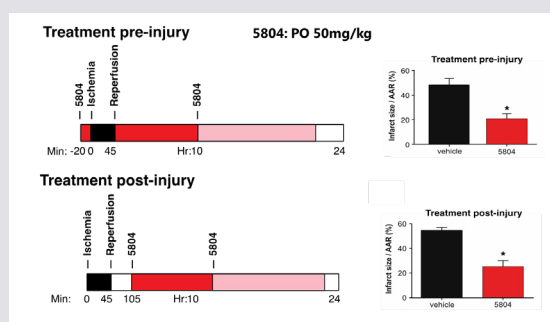 Treatment pre-injury
5804: PO 50mg/kg
5804
Ischemia
Reperfusion
5804
Min: -20 0 45 Hr:10 24
Treatment pre-injury
Infarct size / AAR (%)
60
40
20
0
*
vehicle 5804
Treatment post-injury
Ischemia
Reperfusion
5804
5804
Min: 0 45 105 Hr:10 24
Treatment post-injury
Infarct size / AAR (%)
60
40
20
0
*
vehicle 5804